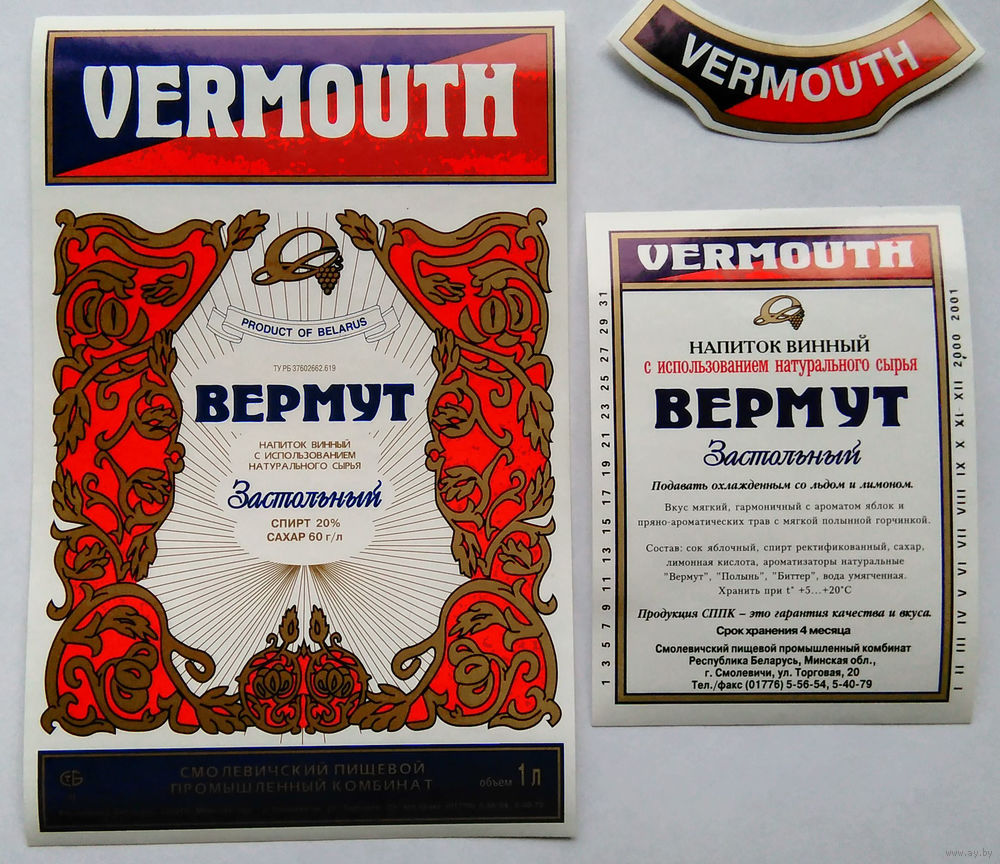 VERMOUTH
PRODUCT OF BELARUS
ТУ РБ 37602662.619
ВЕРМУТ
НАПИТОК ВИННЫЙ
С ИСПОЛЬЗОВАНИЕМ
НАТУРАЛЬНОГО СЫРЬЯ
Застольный
СПИРТ 20%
САХАР 60 г/л
СМОЛЕВИЧСКИЙ ПИЩЕВОЙ
ПРОМЫШЛЕННЫЙ КОМБИНАТ
объем 1 л
VERMOUTH
VERMOUTH
НАПИТОК ВИННЫЙ
с использованием натурального сырья
ВЕРМУТ
Застольный
Подавать охлажденным со льдом и лимоном.
Вкус мягкий, гармоничный с ароматом яблок и
пряно-ароматических трав с мягкой полынной горчинкой.
Состав: сок яблочный, спирт ректификованный, сахар,
лимонная кислота, ароматизаторы натуральные
"Вермут", "Полынь", "Биттер", вода умягченная.
Хранить при t° +5...+20°С
Продукция СППК – это гарантия качества и вкуса.
Срок хранения 4 месяца
Смолевичский пищевой промышленный комбинат
Республика Беларусь, Минская обл.,
г. Смолевичи, ул. Торговая, 20
Тел./факс (01776) 5-56-54, 5-40-79
1 3 5 7 9 11 13 15 17 19 21 23 25 27 29 31
I II III IV V VI VII VIII IX X XI XII 2000 2001
www.ay.by